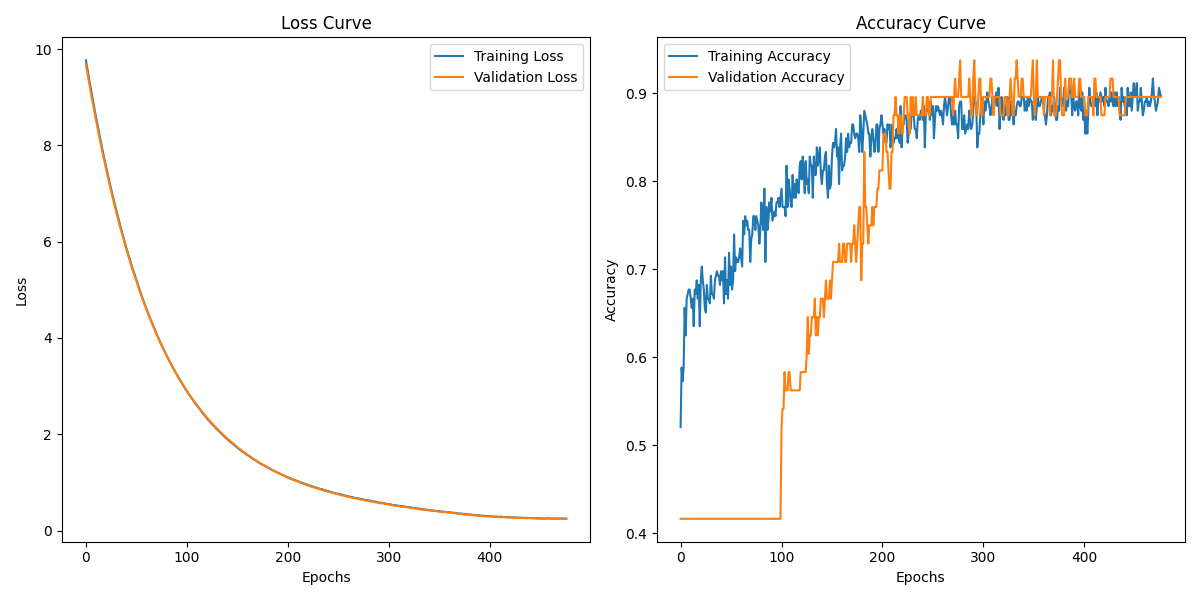 Loss Curve
Training Loss
Validation Loss
10
8
6
4
2
0
Loss
0 100 200 300 400
Epochs
Accuracy Curve
Training Accuracy
Validation Accuracy
0.9
0.8
0.7
0.6
0.5
0.4
Accuracy
0 100 200 300 400
Epochs